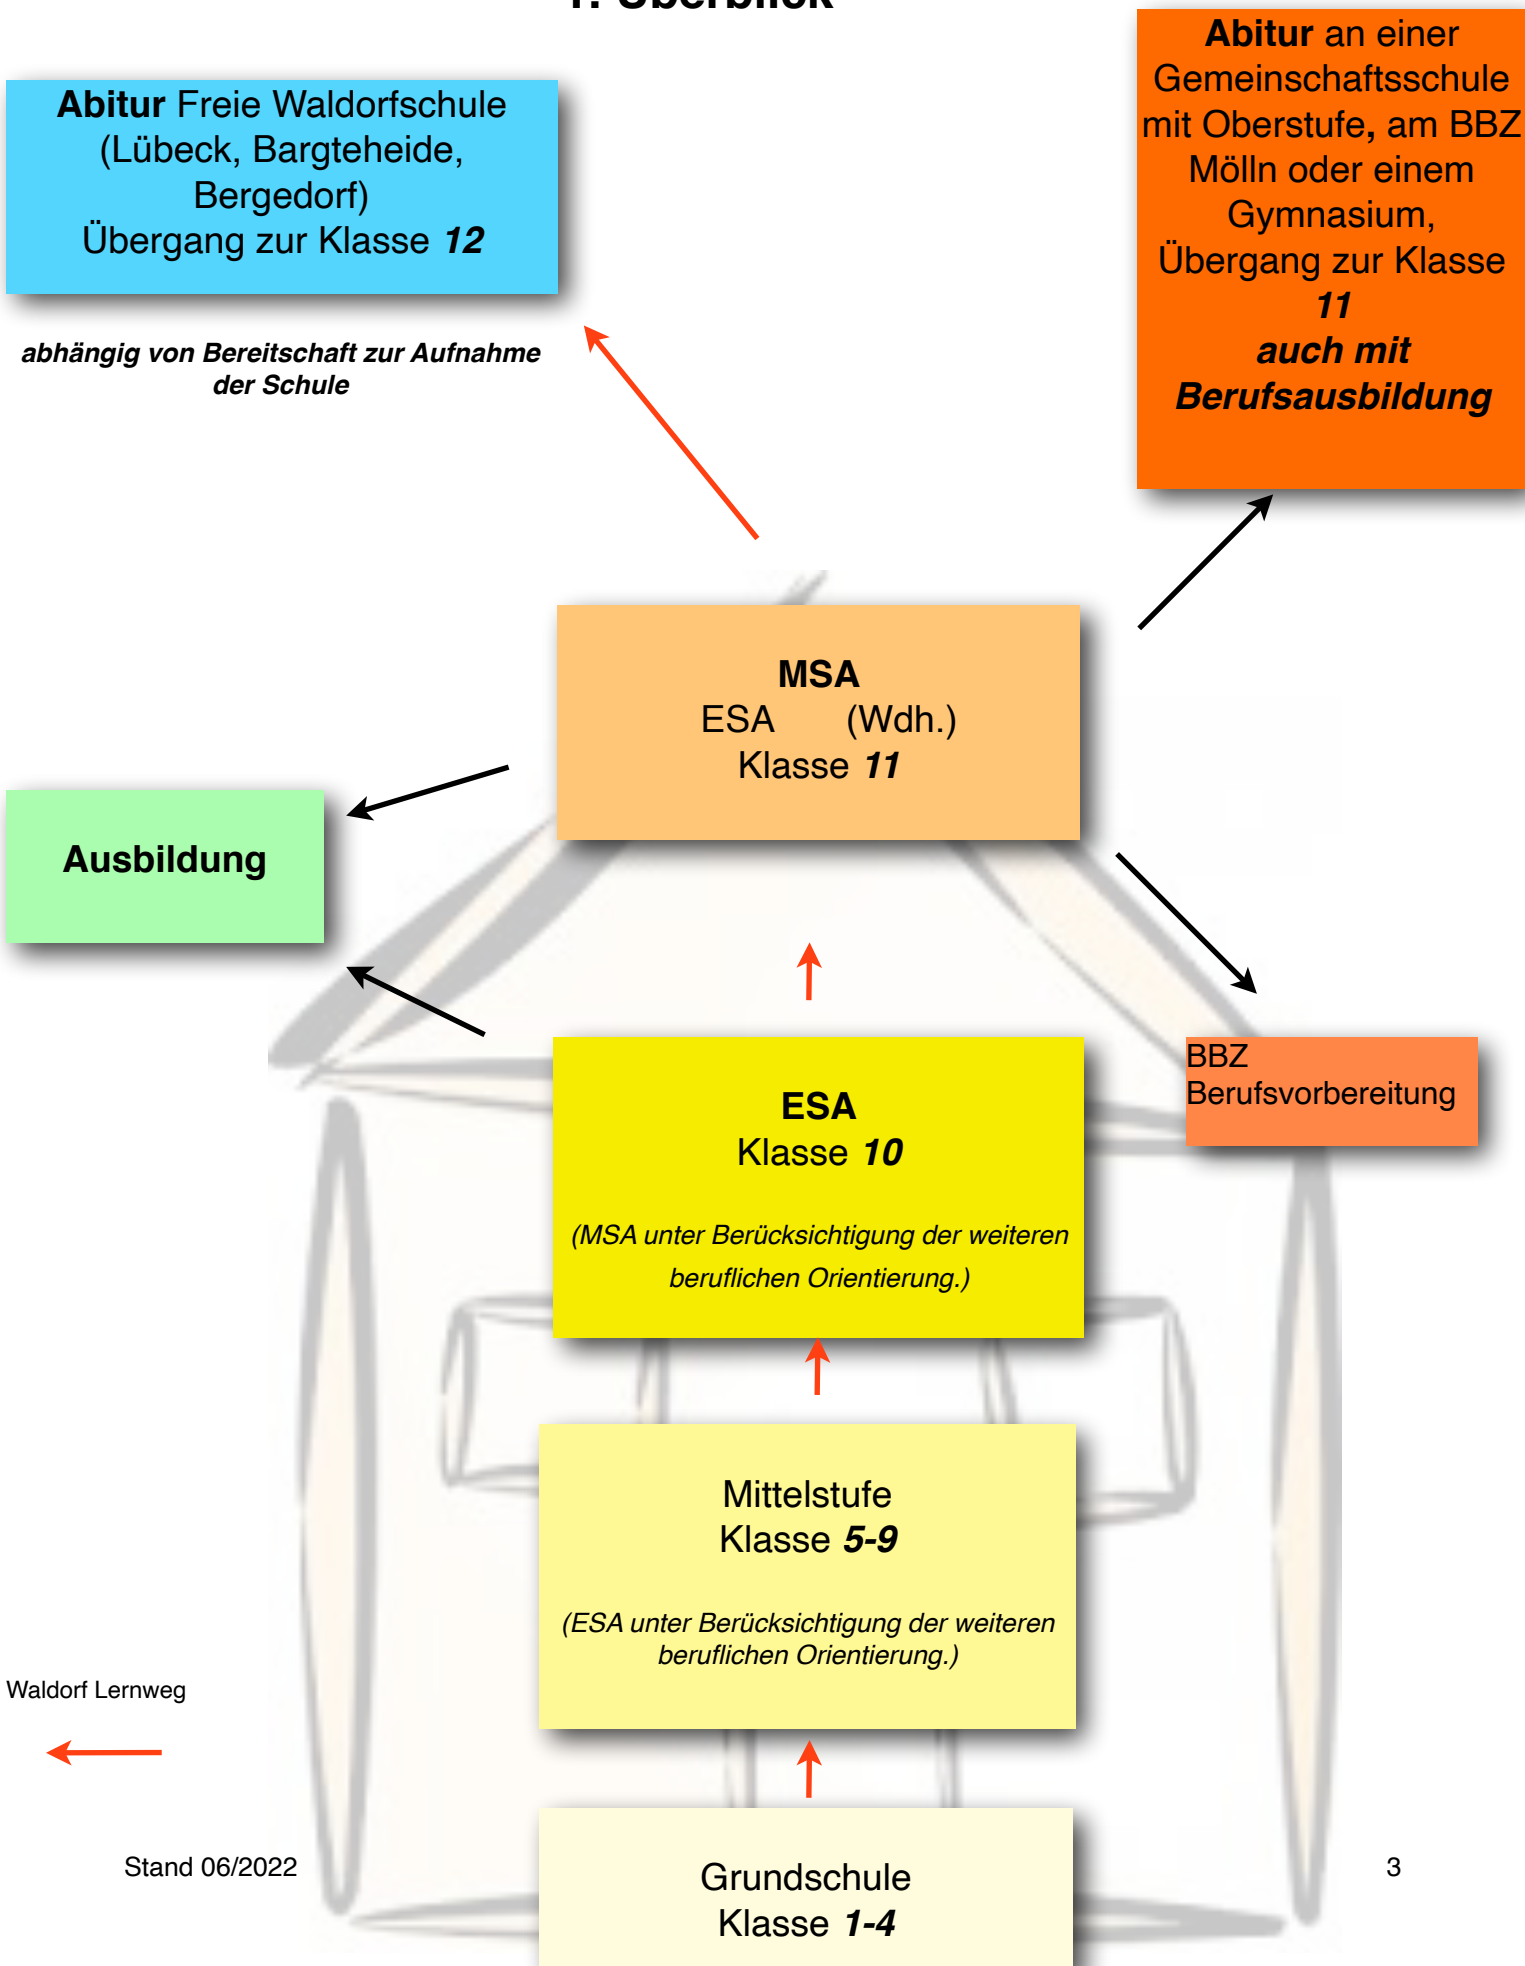 1. Überblick
Abitur Freie Waldorfschule
(Lübeck, Bargteheide,
Bergedorf)
Übergang zur Klasse 12
abhängig von Bereitschaft zur Aufnahme
der Schule
Abitur an einer
Gemeinschaftsschule
mit Oberstufe, am BBZ
Mölln oder einem
Gymnasium,
Übergang zur Klasse
11
auch mit
Berufsausbildung
MSA
ESA (Wdh.)
Klasse 11
Ausbildung
ESA
Klasse 10
(MSA unter Berücksichtigung der weiteren
beruflichen Orientierung.)
BBZ
Berufsvorbereitung
Mittelstufe
Klasse 5-9
(ESA unter Berücksichtigung der weiteren
beruflichen Orientierung.)
Waldorf Lernweg
Grundschule
Klasse 1-4
Stand 06/2022
3